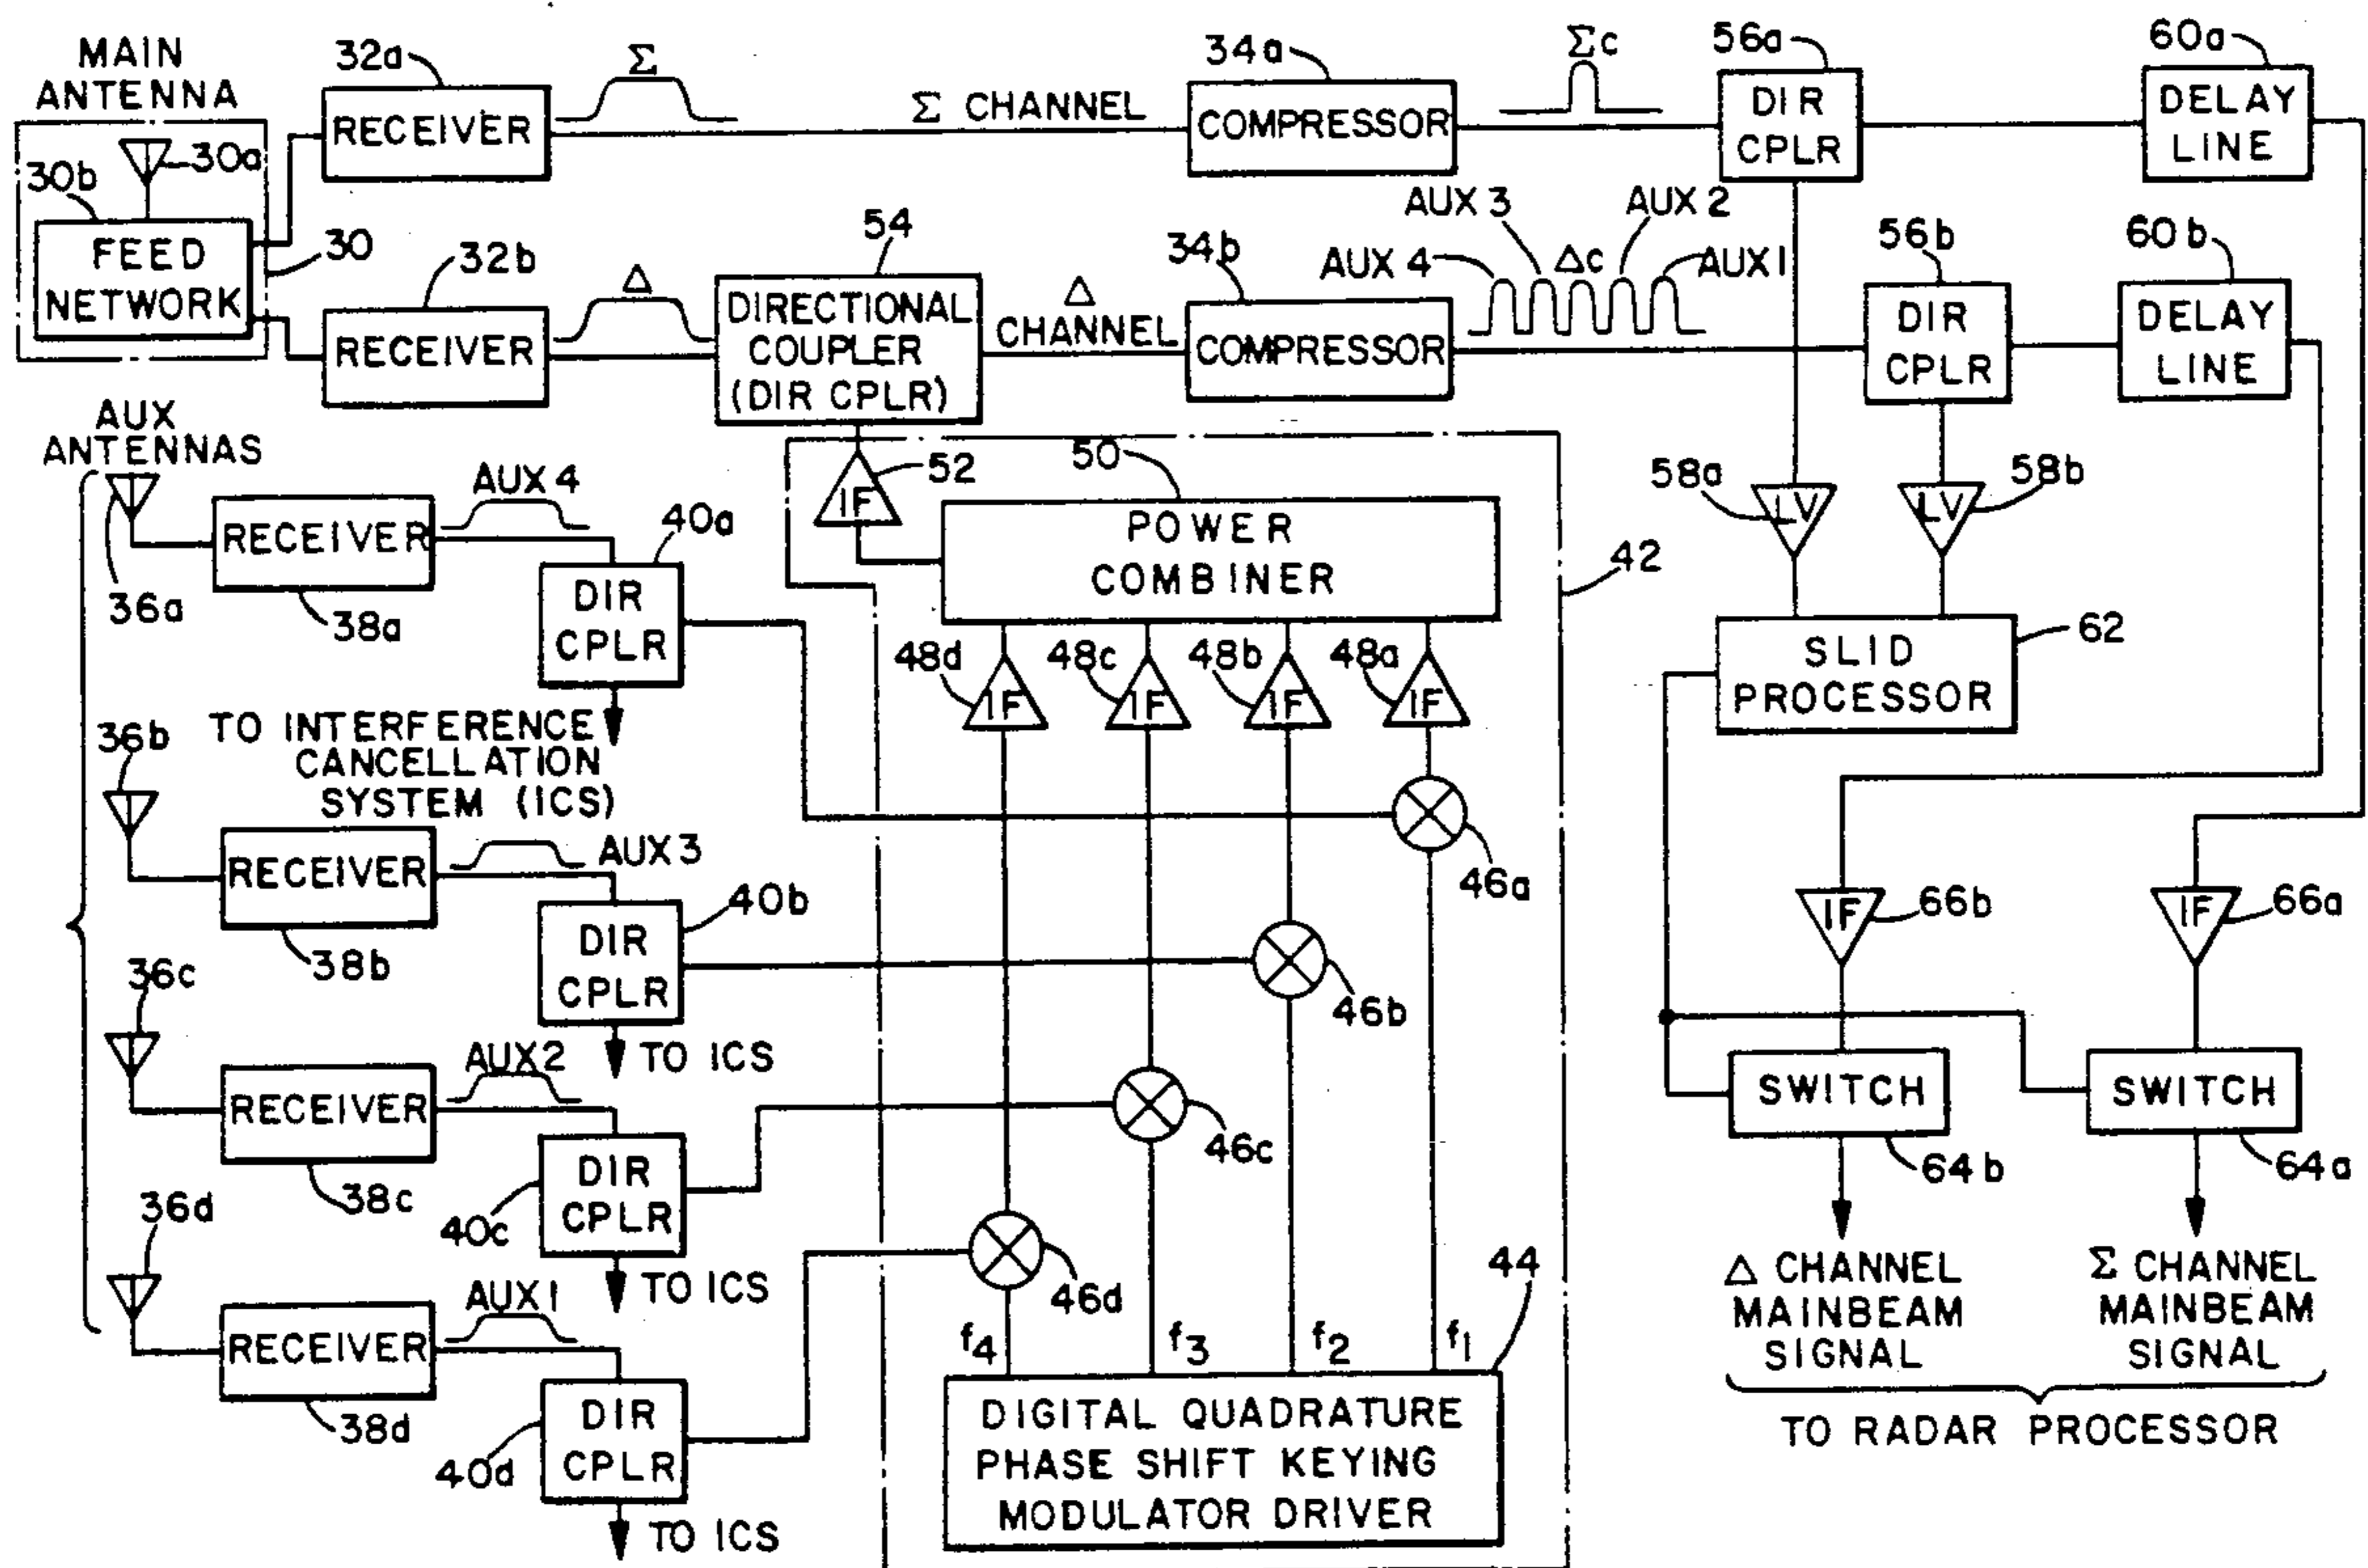 MAIN
ANTENNA
32a
Σ
Σ CHANNEL
34a
Σc
56a
60a
RECEIVER
COMPRESSOR
DIR
CPLR
DELAY
LINE
30a
30b
FEED
NETWORK
30
32b
Δ
54
AUX 3
AUX 2
AUX 4
Δc
AUX 1
34b
56b
60b
RECEIVER
DIRECTIONAL
COUPLER
(DIR CPLR)
Δ
CHANNEL
COMPRESSOR
DIR
CPLR
DELAY
LINE
AUX
ANTENNAS
36a
RECEIVER
38a
AUX 4
40a
DIR
CPLR
TO INTERFERENCE
CANCELLATION
SYSTEM (ICS)
IF
52
50
POWER
COMBINER
42
58a
LV
LV
58b
SLID
PROCESSOR
62
48d
IF
48c
IF
48b
IF
48a
IF
36b
RECEIVER
38b
AUX 3
40b
DIR
CPLR
TO ICS
46a
46b
IF
66b
IF
66a
36c
RECEIVER
38c
AUX2
40c
DIR
CPLR
TO ICS
46c
SWITCH
64b
SWITCH
64a
36d
RECEIVER
38d
AUX 1
40d
DIR
CPLR
TO ICS
46d
f4
f3
f2
f1
44
DIGITAL QUADRATURE
PHASE SHIFT KEYING
MODULATOR DRIVER
Δ CHANNEL
MAINBEAM
SIGNAL
Σ CHANNEL
MAINBEAM
SIGNAL
TO RADAR PROCESSOR